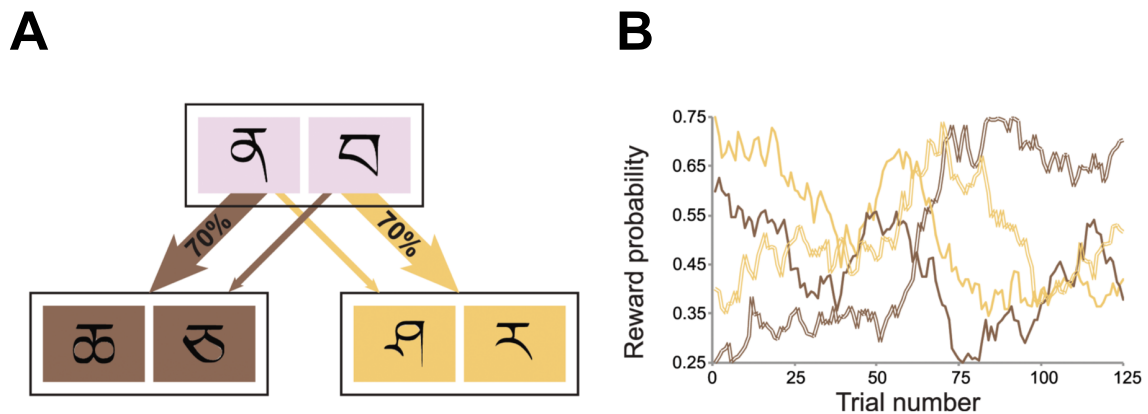 A
ན བ
70% 70%
ཆ ཅ ཤ ར
B
Reward probability
0.75
0.65
0.55
0.45
0.35
0.25
0 25 50 75 100 125
Trial number